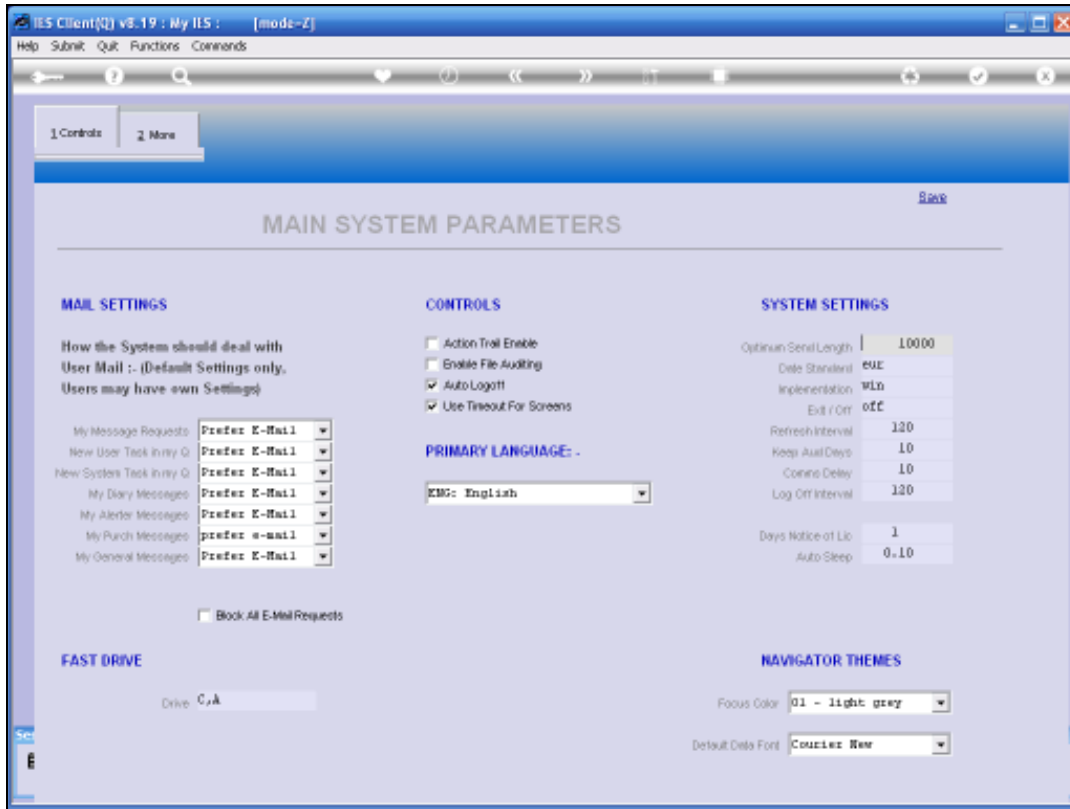 IES Client(Q) v8.19 : My IES : [mode=Z]
Help Submit Quit Functions Commands
1 Controls
2 More
Save
MAIN SYSTEM PARAMETERS
MAIL SETTINGS
How the System should deal with
User Mail :- (Default Settings only,
Users may have own Settings)
My Message Requests Prefer E-Mail
New User Task in my Q Prefer E-Mail
New System Task in my Q Prefer E-Mail
My Diary Messages Prefer E-Mail
My Alerter Messages Prefer E-Mail
My Purch Messages prefer e-mail
My General Messages Prefer E-Mail
Block All E-Mail Requests
FAST DRIVE
Drive C,A
CONTROLS
Action Trail Enable
Enable File Auditing
Auto Logoff
Use Timeout For Screens
PRIMARY LANGUAGE: -
ENG: English
SYSTEM SETTINGS
Optimum Send Length 10000
Date Standard eur
Implementation win
Exit / Off off
Refresh Interval 120
Keep Aual Days 10
Comms Delay 10
Log Off Interval 120
Days Notice of Lic 1
Auto Sleep 0.10
NAVIGATOR THEMES
Focus Color 01 - light grey
Default Data Font Courier New